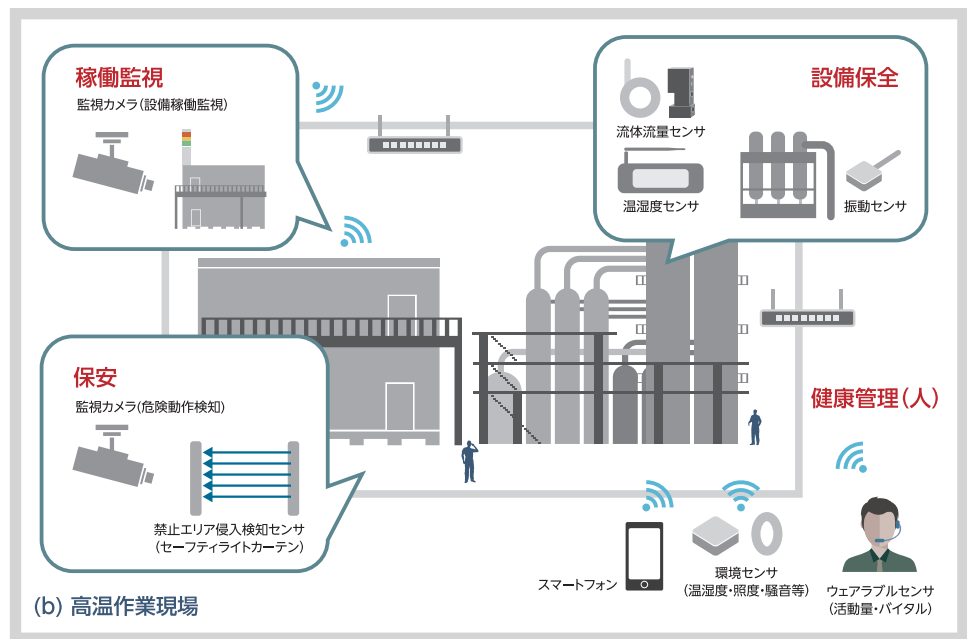 稼働監視
監視カメラ(設備稼働監視)
設備保全
流体流量センサ
温湿度センサ
振動センサ
保安
監視カメラ(危険動作検知)
禁止エリア侵入検知センサ
(セーフティライトカーテン)
健康管理(人)
スマートフォン
環境センサ
(温湿度・照度・騒音等)
ウェアラブルセンサ
(活動量・バイタル)
(b) 高温作業現場